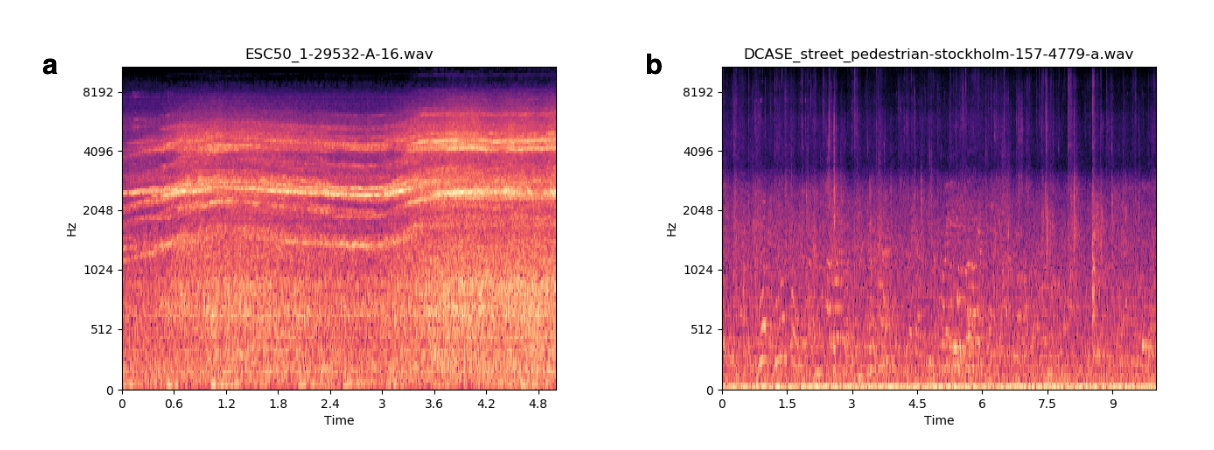 a
ESC50_1-29532-A-16.wav
8192
4096
2048
1024
512
0
Hz
0 0.6 1.2 1.8 2.4 3 3.6 4.2 4.8
Time
b
DCASE_street_pedestrian-stockholm-157-4779-a.wav
8192
4096
2048
1024
512
0
Hz
0 1.5 3 4.5 6 7.5 9
Time